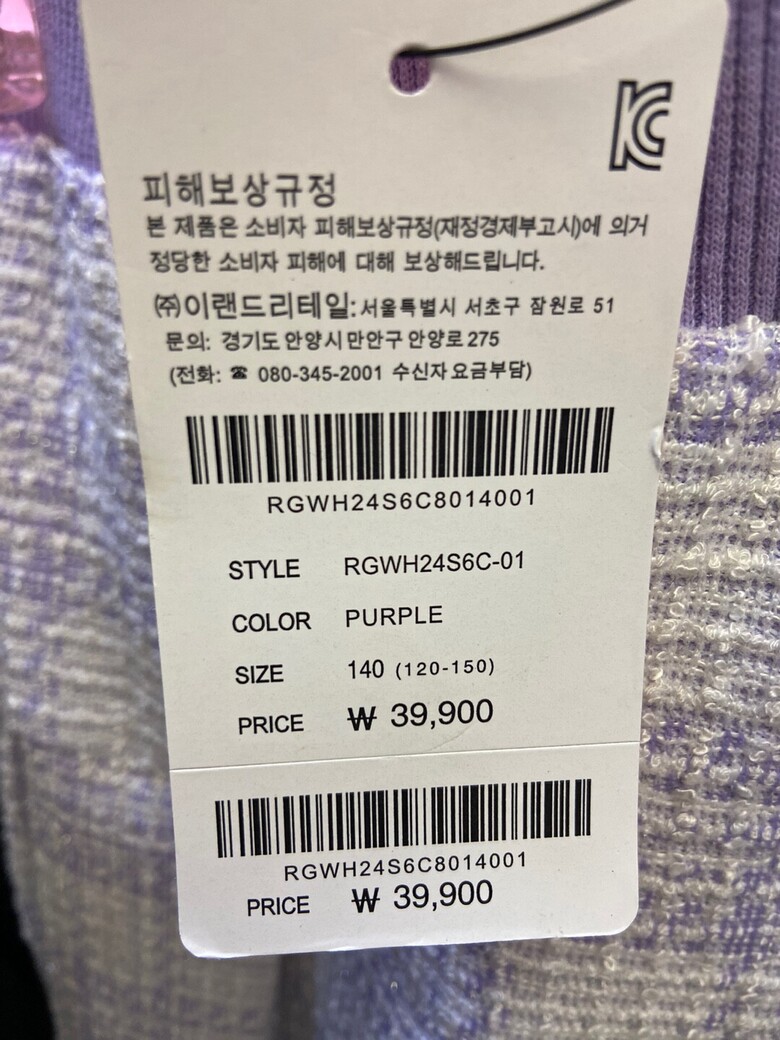 KC
피해보상규정
본 제품은 소비자 피해보상규정(재정경제부고시)에 의거
정당한 소비자 피해에 대해 보상해드립니다.
㈜이랜드리테일:서울특별시 서초구 잠원로 51
문의: 경기도 안양시 만안구 안양로 275
(전화: ☎ 080-345-2001 수신자 요금부담)
RGWH24S6C8014001
STYLE RGWH24S6C-01
COLOR PURPLE
SIZE 140 (120-150)
PRICE ₩ 39,900
RGWH24S6C8014001
PRICE ₩ 39,900